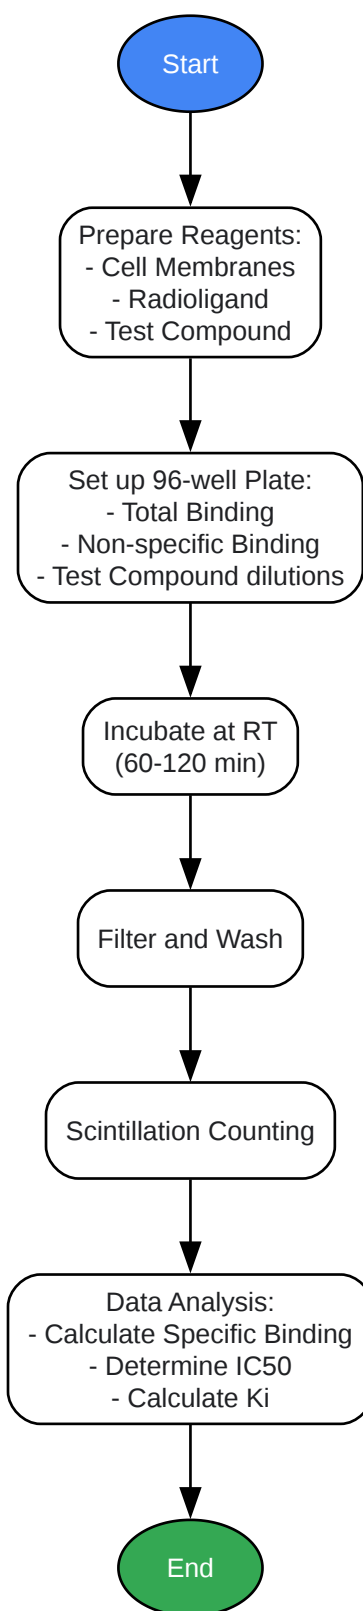 Start
Prepare Reagents:
- Cell Membranes
- Radioligand
- Test Compound
Set up 96-well Plate:
- Total Binding
- Non-specific Binding
- Test Compound dilutions
Incubate at RT
(60-120 min)
Filter and Wash
Scintillation Counting
Data Analysis:
- Calculate Specific Binding
- Determine IC50
- Calculate Ki
End